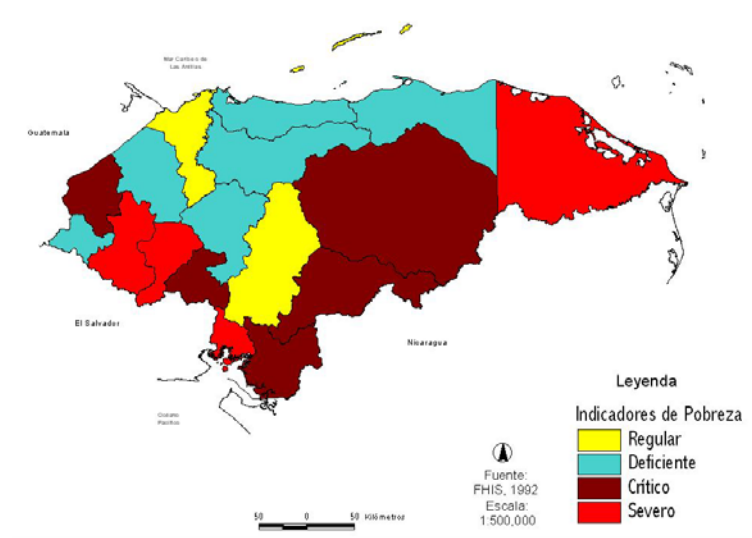 Mar Caribe o de
Las Antillas
Guatemala
El Salvador
Nicaragua
Oceano
Pacifico
Leyenda
Indicadores de Pobreza
Regular
Deficiente
Crítico
Severo
Fuente:
FHIS, 1992
Escala:
1:500,000
50 0 50 Kilómetros